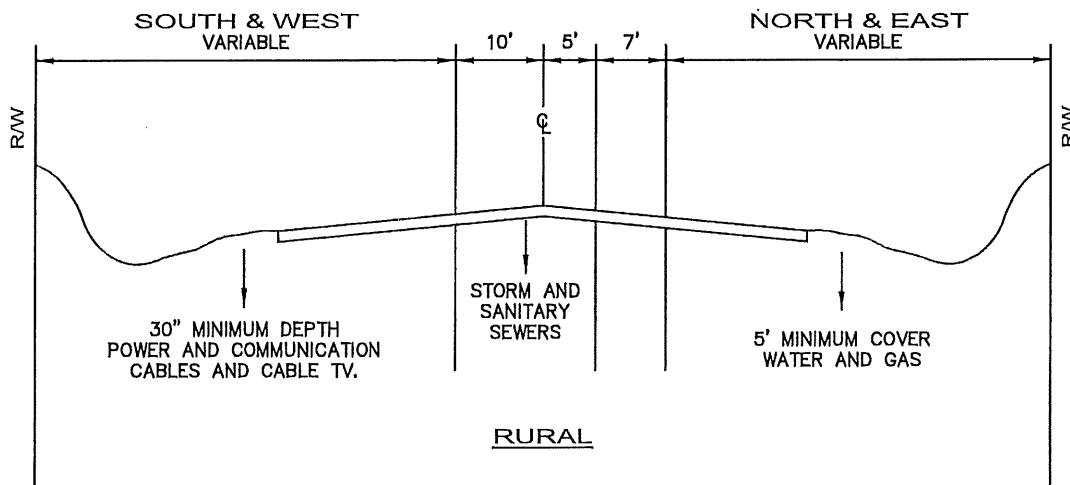 SOUTH & WEST
VARIABLE
10'
5'
7'
NORTH & EAST
VARIABLE
R/W
℄
R/W
30" MINIMUM DEPTH
POWER AND COMMUNICATION
CABLES AND CABLE TV.
STORM AND
SANITARY
SEWERS
5' MINIMUM COVER
WATER AND GAS
RURAL